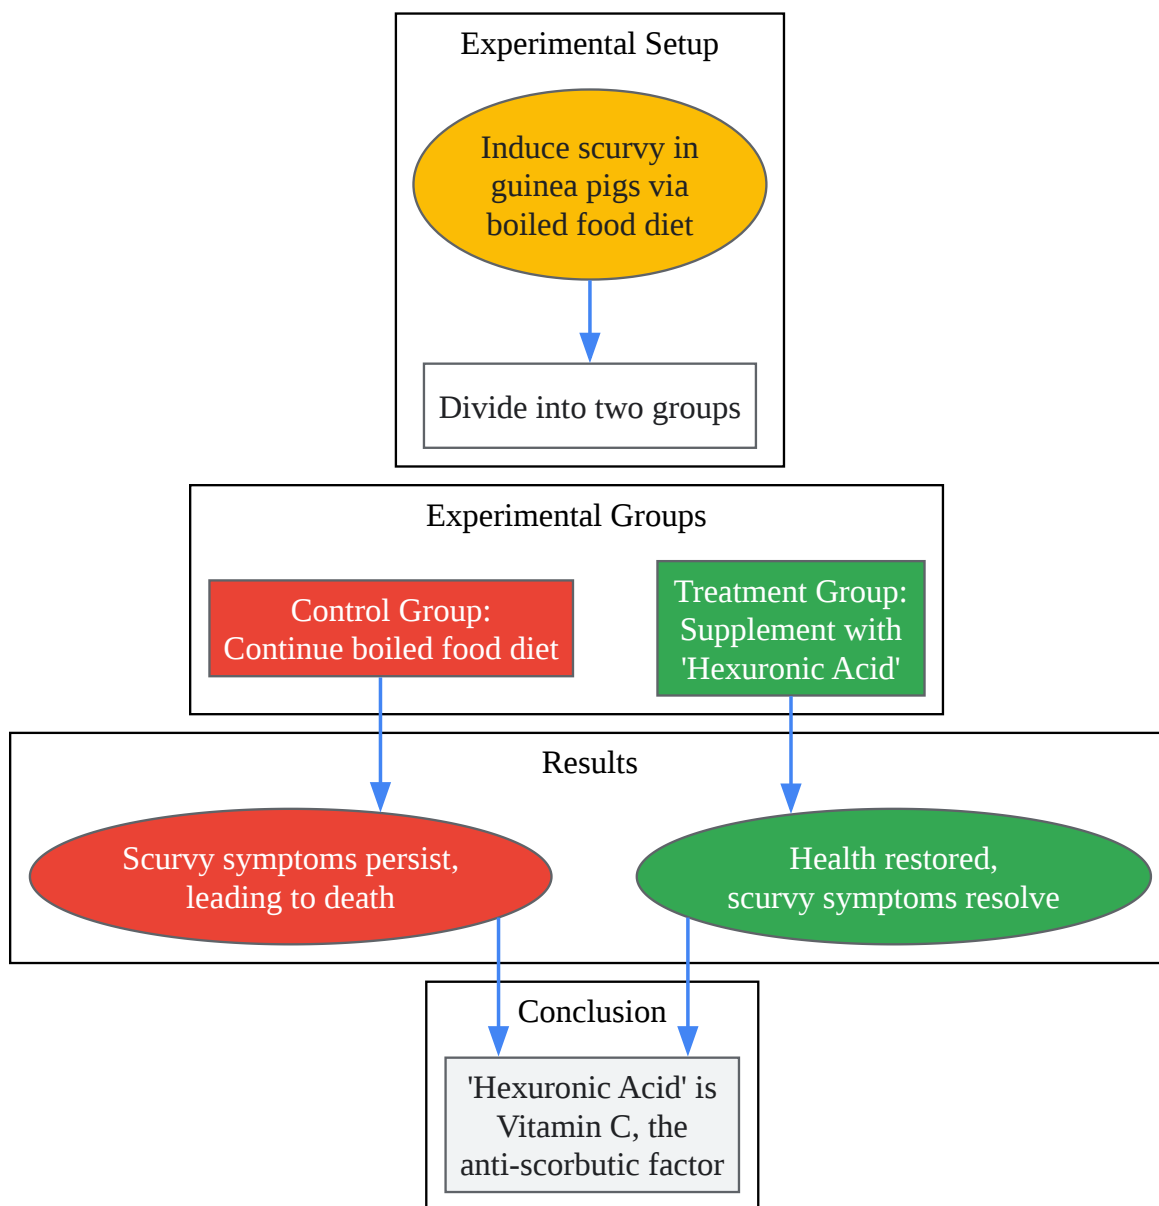 Experimental Setup
Induce scurvy in
guinea pigs via
boiled food diet
Divide into two groups
Experimental Groups
Control Group:
Continue boiled food diet
Treatment Group:
Supplement with
'Hexuronic Acid'
Results
Scurvy symptoms persist,
leading to death
Health restored,
scurvy symptoms resolve
Conclusion
'Hexuronic Acid' is
Vitamin C, the
anti-scorbutic factor